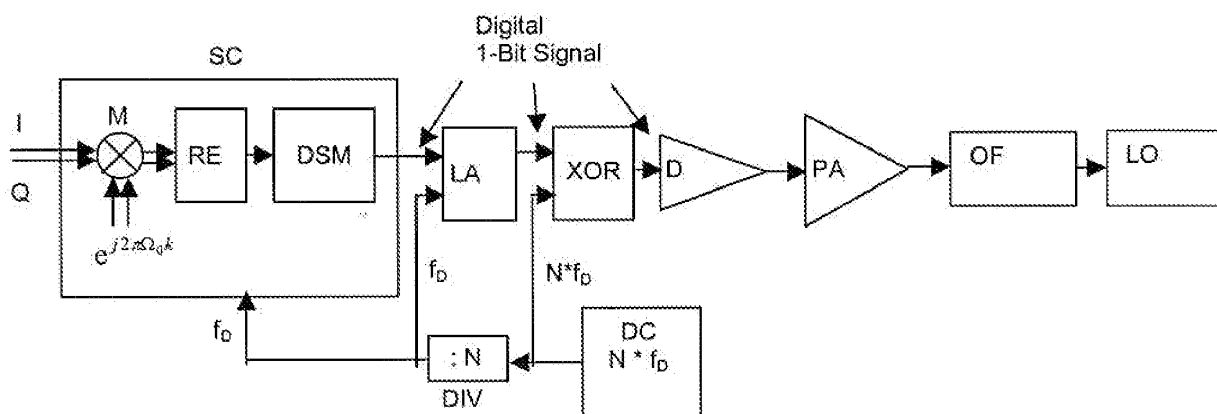 Digital
1-Bit Signal
SC
I
M
RE
DSM
LA
XOR
D
PA
OF
LO
Q
e^{j2πΩ₀k}
f_D
N*f_D
f_D
: N
DIV
DC
N * f_D